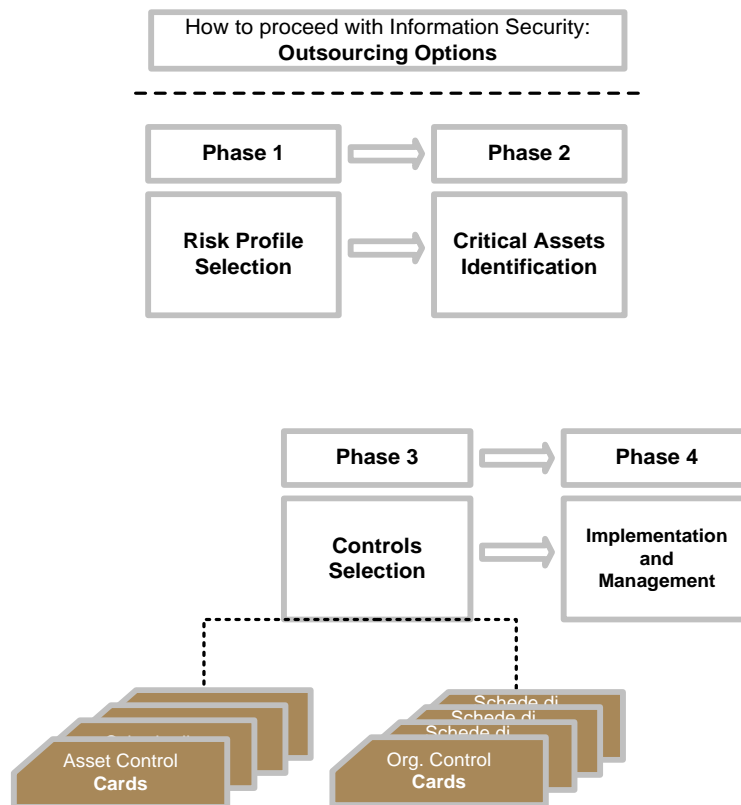 How to proceed with Information Security:
Outsourcing Options
Phase 1
Phase 2
Risk Profile
Selection
Critical Assets
Identification
Phase 3
Phase 4
Controls
Selection
Implementation
and
Management
Asset Control
Cards
Schede di
Schede di
Schede di
Org. Control
Cards